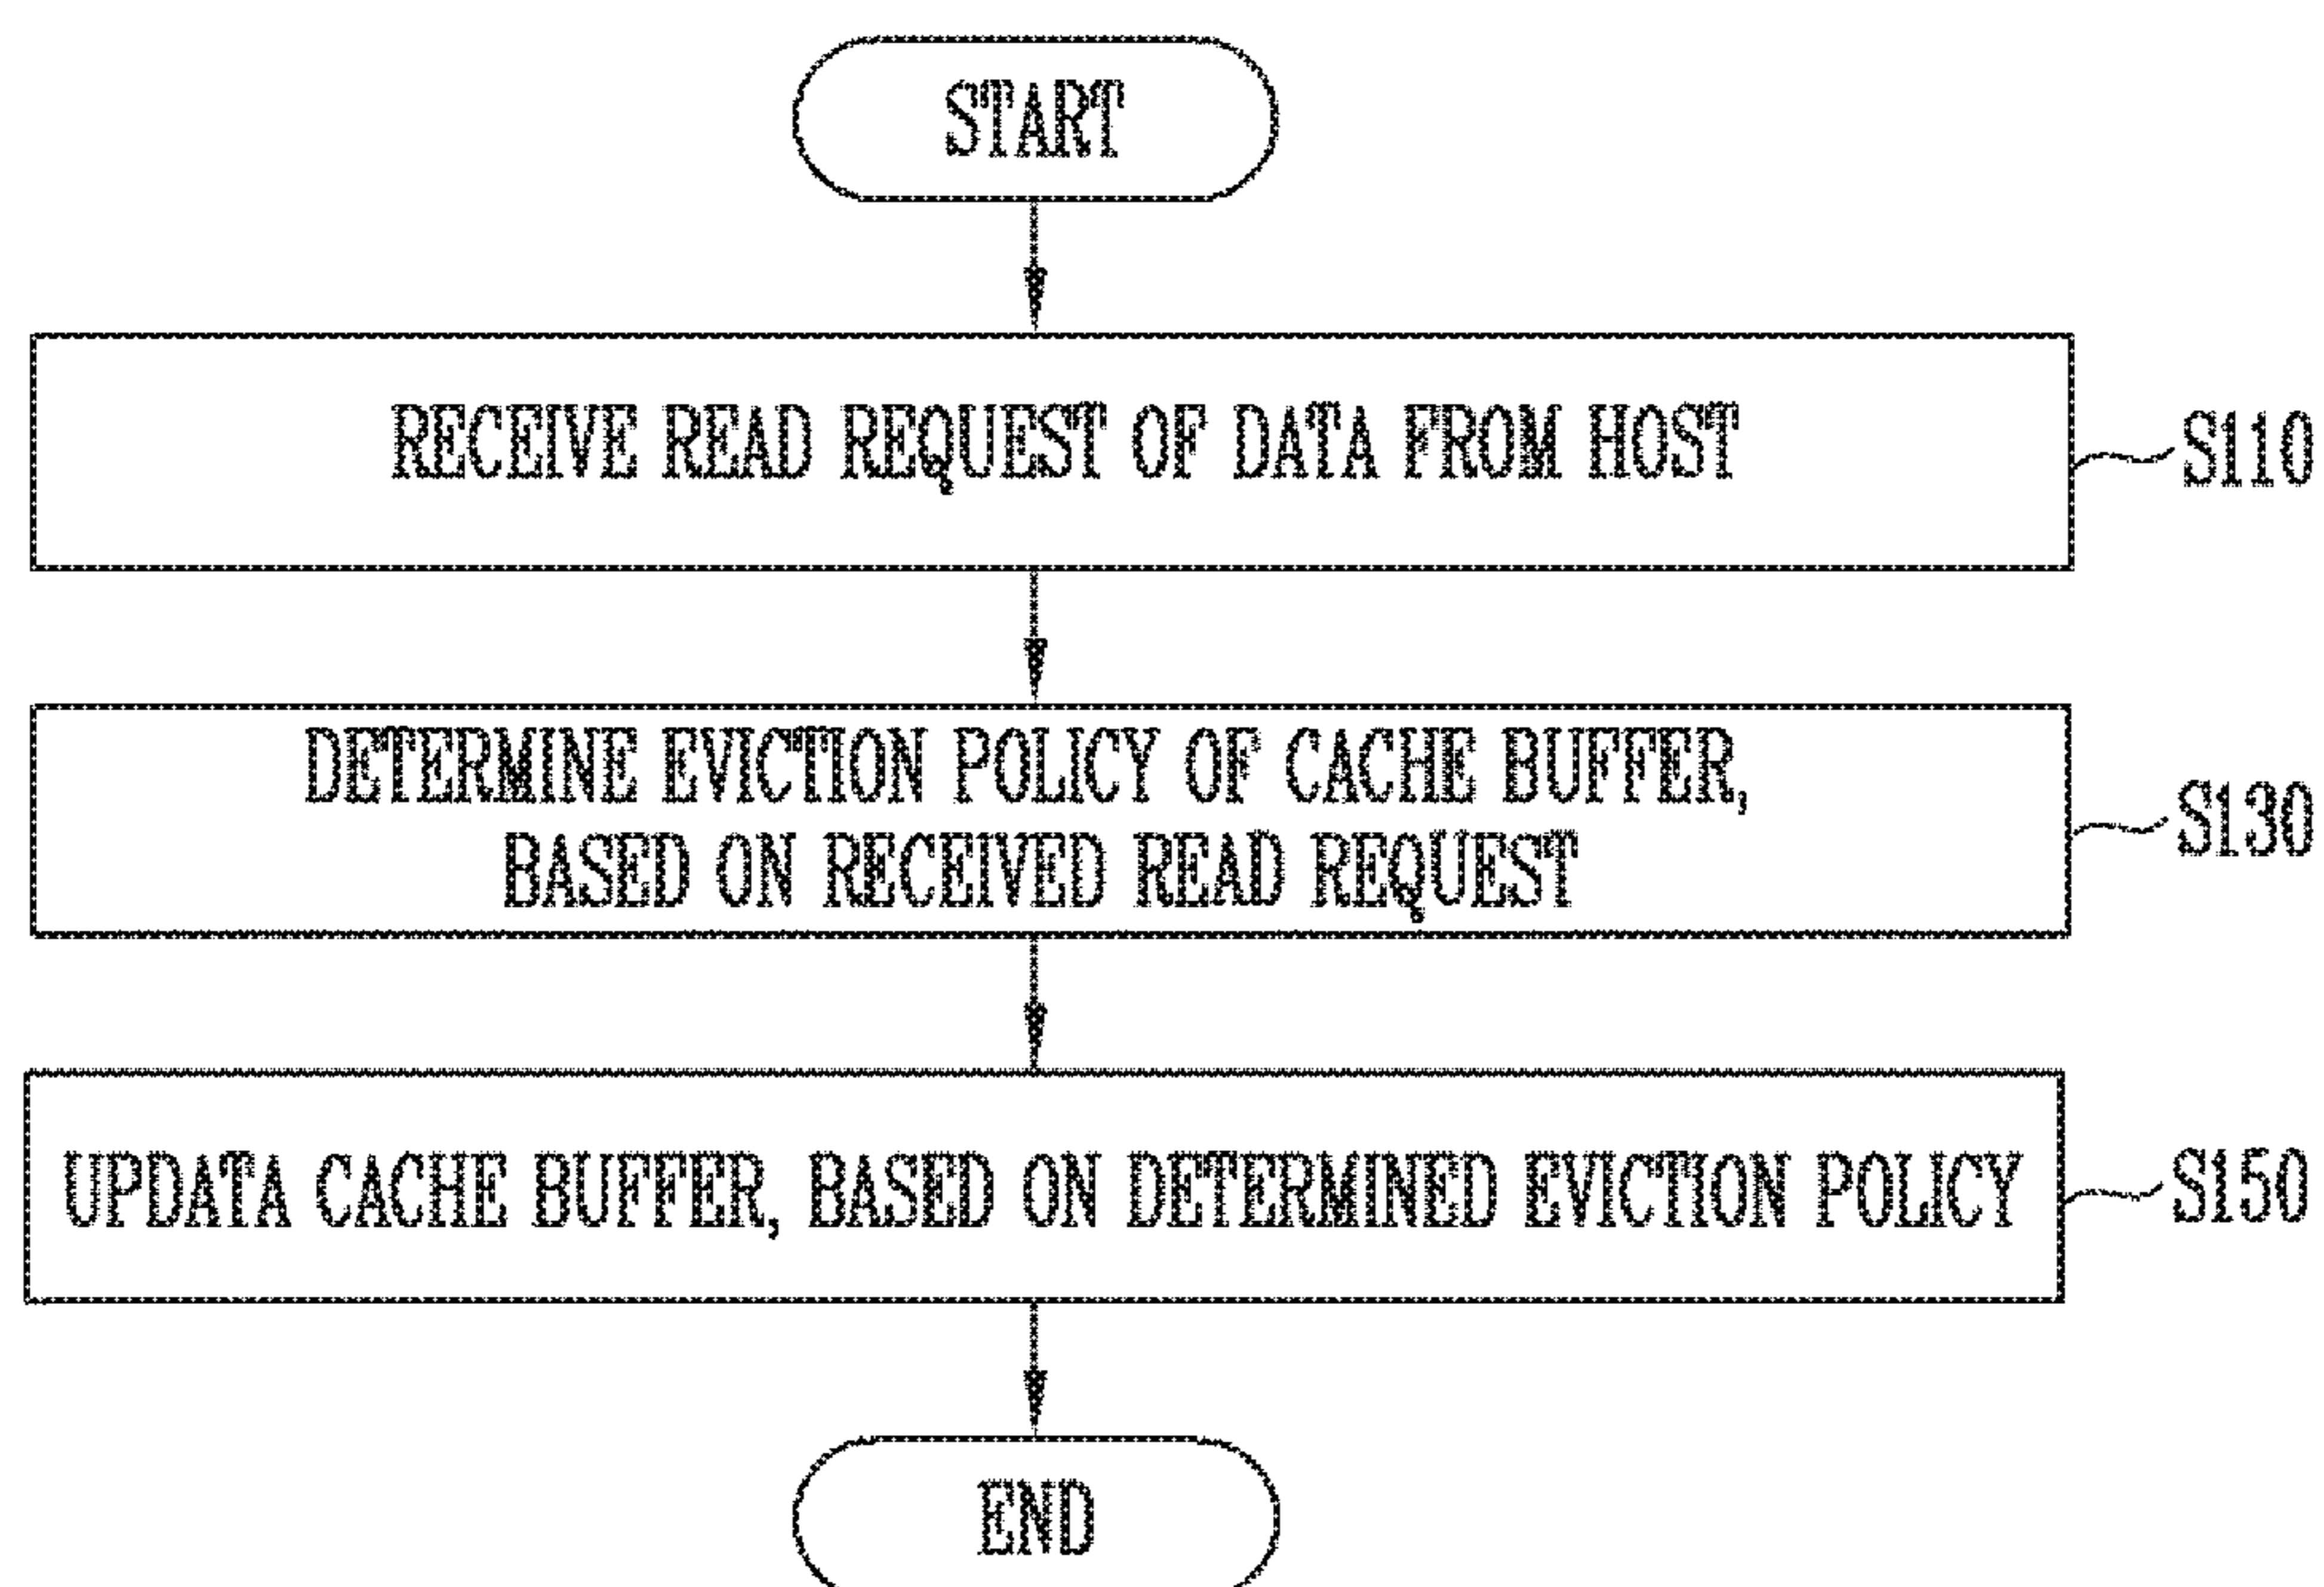 START
RECEIVE READ REQUEST OF DATA FROM HOST
S110
DETERMINE EVICTION POLICY OF CACHE BUFFER,
BASED ON RECEIVED READ REQUEST
S130
UPDATA CACHE BUFFER, BASED ON DETERMINED EVICTION POLICY
S150
END